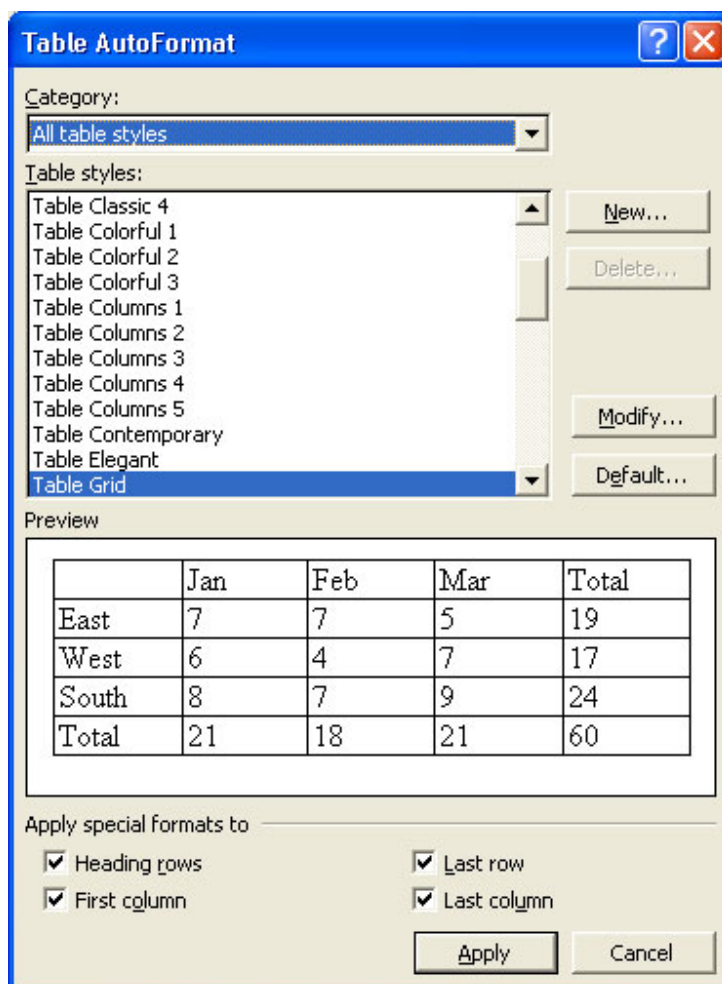 Table AutoFormat
?
Category:
All table styles
Table styles:
Table Classic 4
Table Colorful 1
Table Colorful 2
Table Colorful 3
Table Columns 1
Table Columns 2
Table Columns 3
Table Columns 4
Table Columns 5
Table Contemporary
Table Elegant
Table Grid
New...
Delete...
Modify...
Default...
Preview
Jan Feb Mar Total
East 7 7 5 19
West 6 4 7 17
South 8 7 9 24
Total 21 18 21 60
Apply special formats to
Heading rows Last row
First column Last column
Apply Cancel